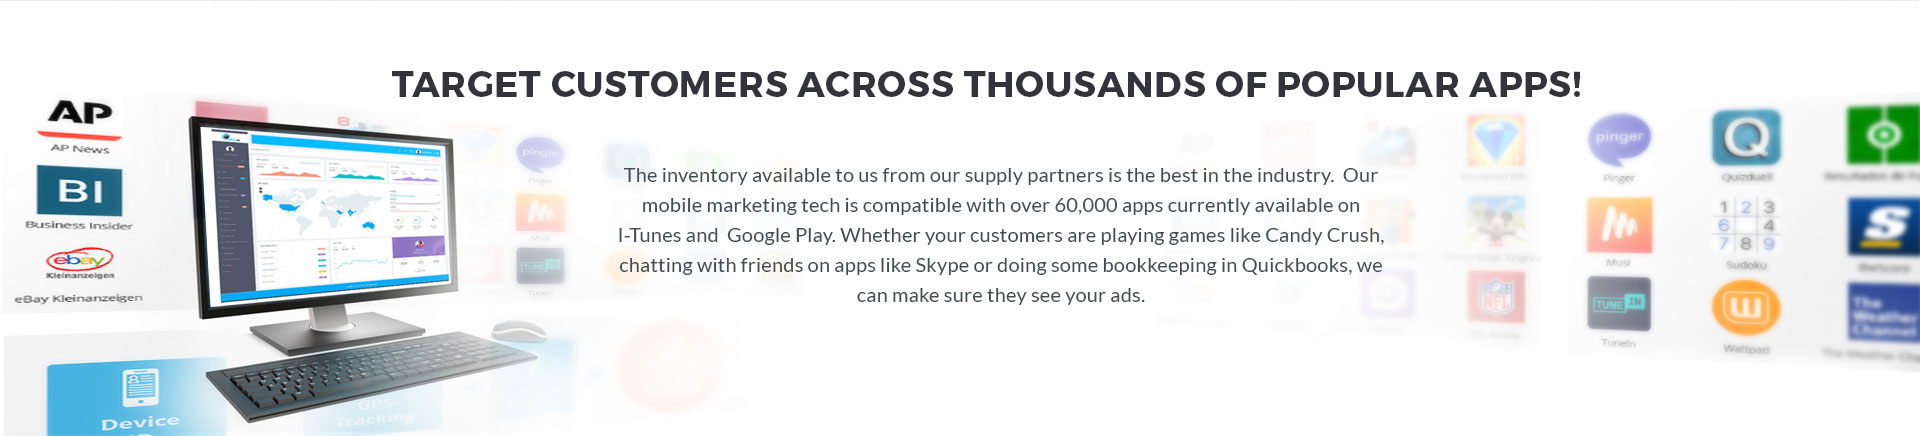 TARGET CUSTOMERS ACROSS THOUSANDS OF POPULAR APPS!
The inventory available to us from our supply partners is the best in the industry.  Our
mobile marketing tech is compatible with over 60,000 apps currently available on
I-Tunes and  Google Play. Whether your customers are playing games like Candy Crush,
chatting with friends on apps like Skype or doing some bookkeeping in Quickbooks, we
can make sure they see your ads.
AP
AP News
BI
Business Insider
ebay
Kleinanzeigen
eBay Kleinanzeigen
Device
GPS
Tracking
pinger
Pinger
Musi
TUNE IN
TuneIn
NFL
pinger
Pinger
Musi
TUNE IN
TuneIn
Q
Quizduell
1 2 3
6 4
7 8 9
Sudoku
W
Wattpad
S
theScore
The
Weather
Channel